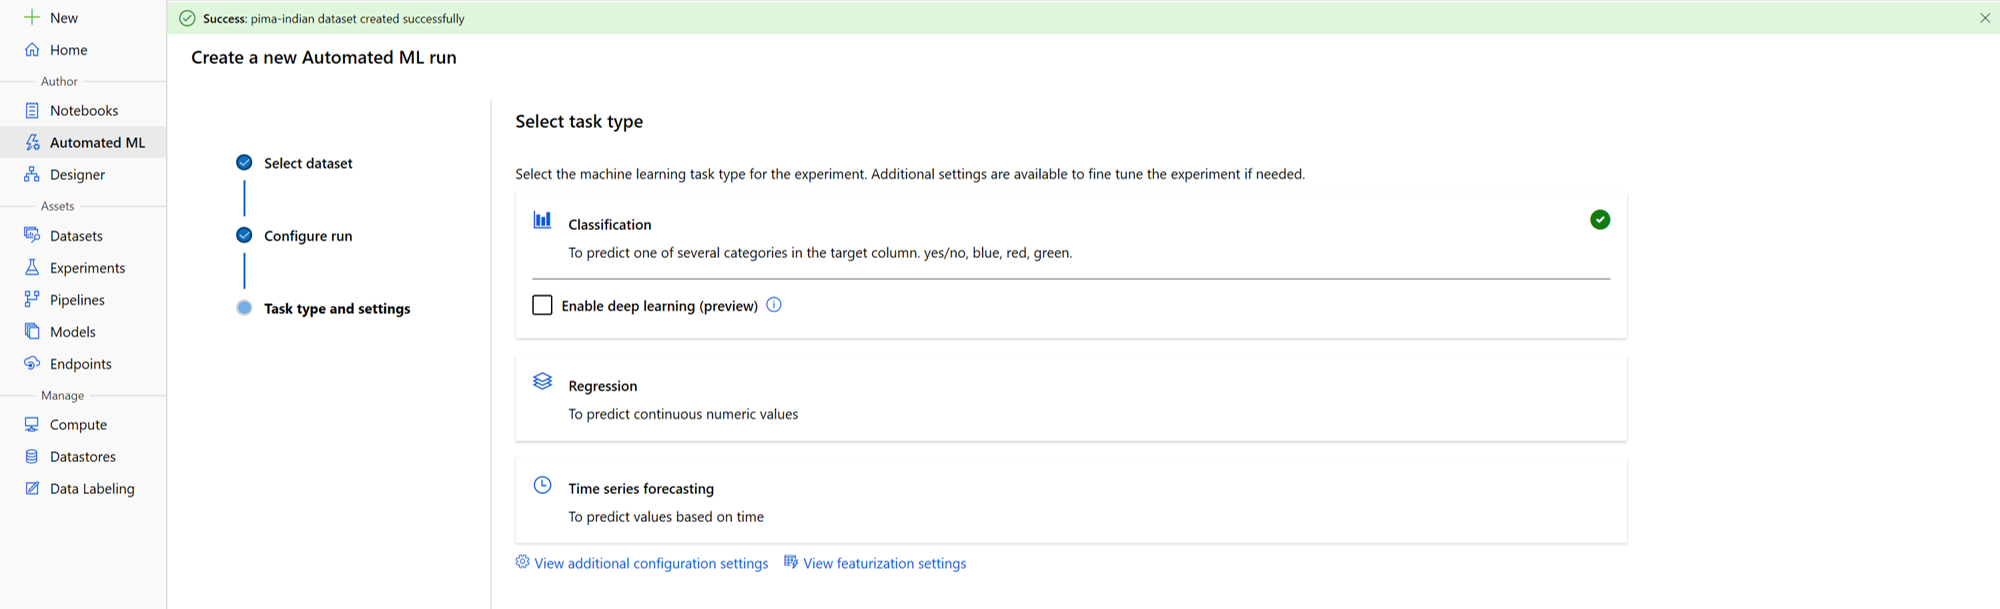 New
Home
Author
Notebooks
Automated ML
Designer
Assets
Datasets
Experiments
Pipelines
Models
Endpoints
Manage
Compute
Datastores
Data Labeling
Success: pima-indian dataset created successfully
Create a new Automated ML run
Select dataset
Configure run
Task type and settings
Select task type
Select the machine learning task type for the experiment. Additional settings are available to fine tune the experiment if needed.
Classification
To predict one of several categories in the target column. yes/no, blue, red, green.
Enable deep learning (preview)
Regression
To predict continuous numeric values
Time series forecasting
To predict values based on time
View additional configuration settings View featurization settings